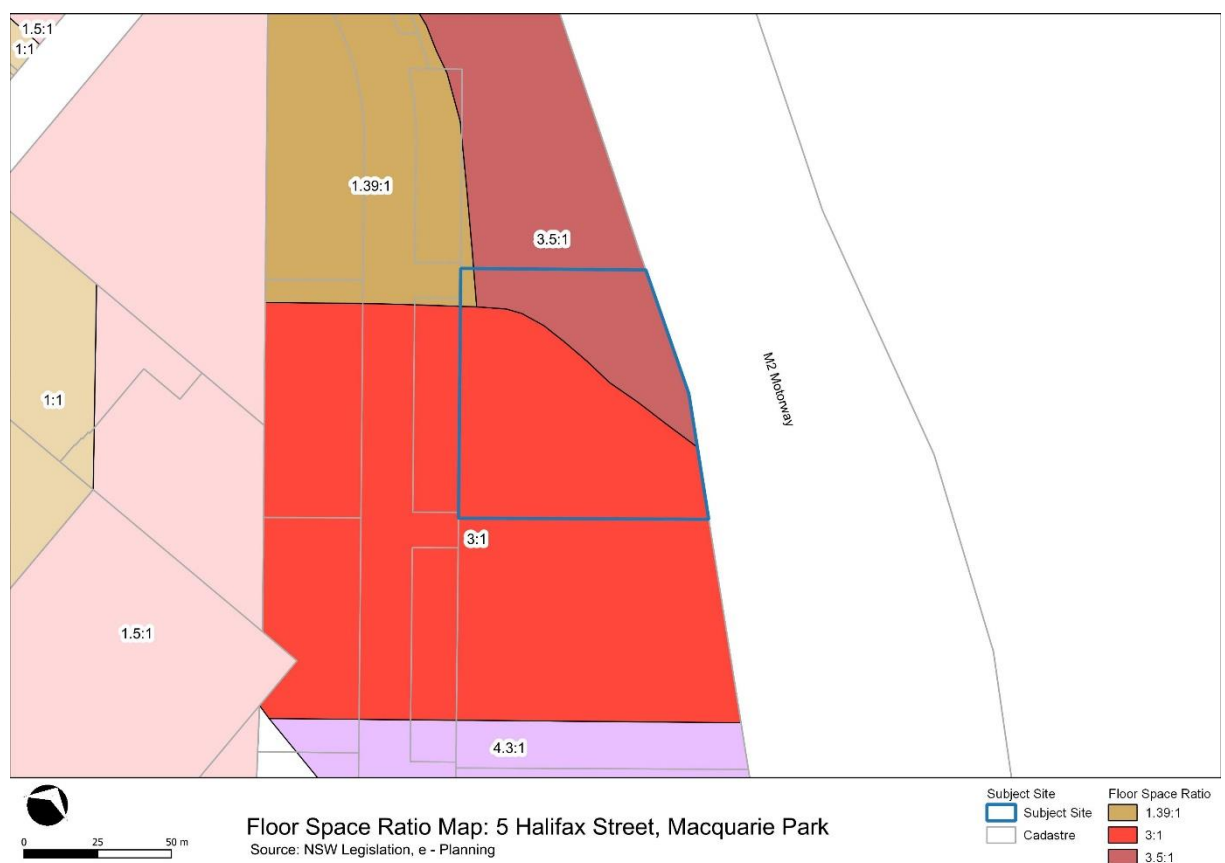 1.5:1
1:1
1.39:1
3.5:1
M2 Motorway
1:1
3:1
1.5:1
4.3:1
0 25 50 m
Floor Space Ratio Map: 5 Halifax Street, Macquarie Park
Source: NSW Legislation, e - Planning
Subject Site
Subject Site
Cadastre
Floor Space Ratio
1.39:1
3:1
3.5:1